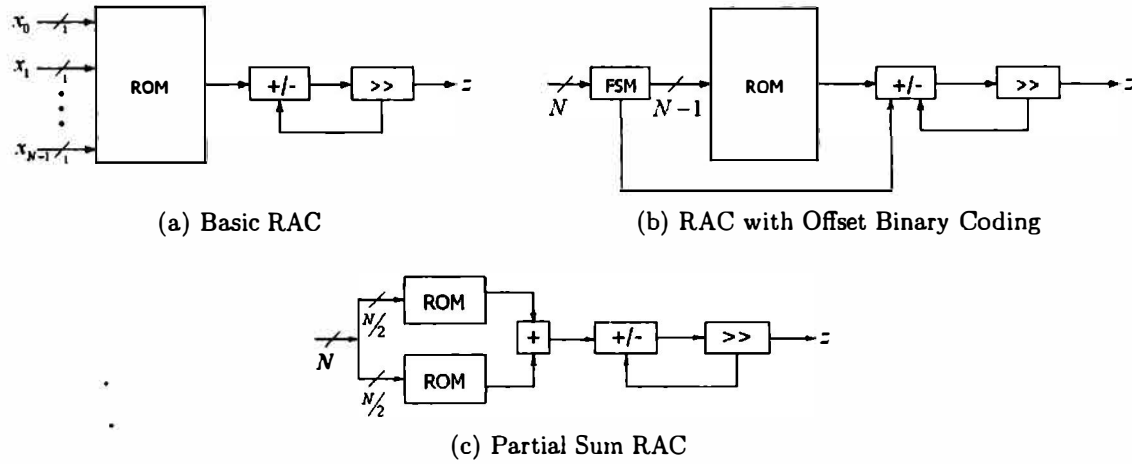 x₀ 1
x₁ 1
x_{N-1} 1
ROM
+/-
>>
z
(a) Basic RAC
N
FSM
N-1
ROM
+/-
>>
z
(b) RAC with Offset Binary Coding
N
N/2
ROM
N/2
ROM
+
+/-
>>
z
(c) Partial Sum RAC